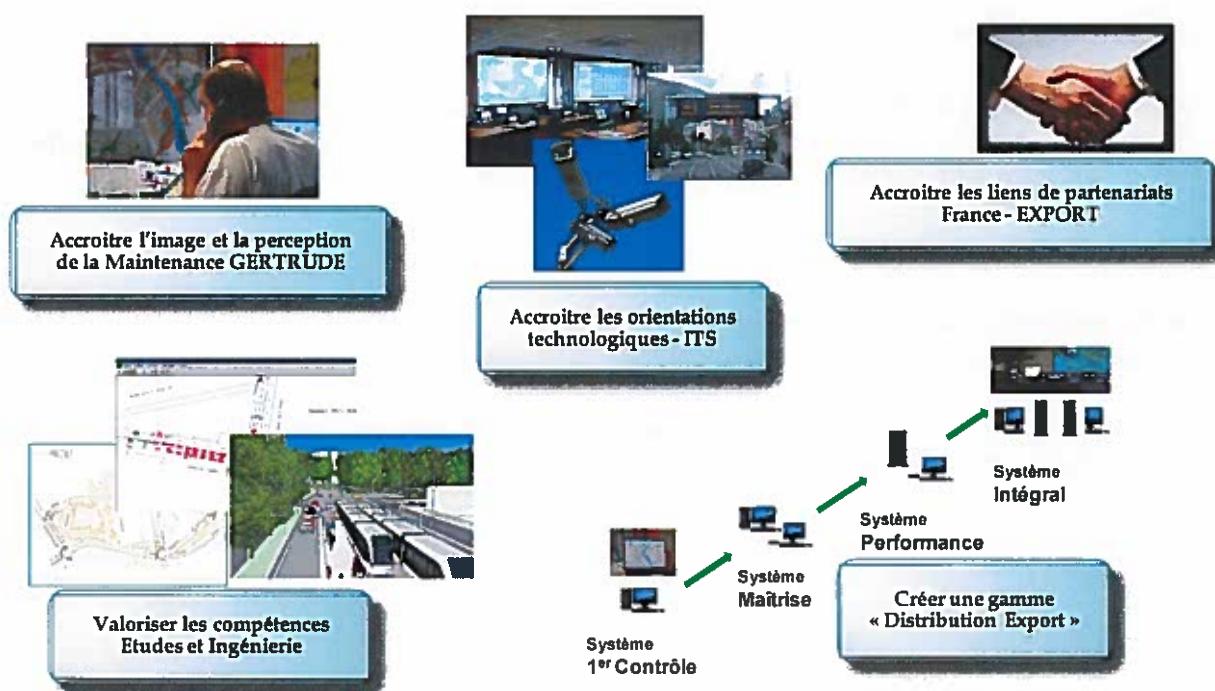 Accroitre l'image et la perception
de la Maintenance GERTRUDE
Accroitre les orientations
technologiques - ITS
Accroitre les liens de partenariats
France - EXPORT
Valoriser les compétences
Etudes et Ingénierie
Système
1er Contrôle
Système
Maîtrise
Système
Performance
Système
Intégral
Créer une gamme
« Distribution Export »